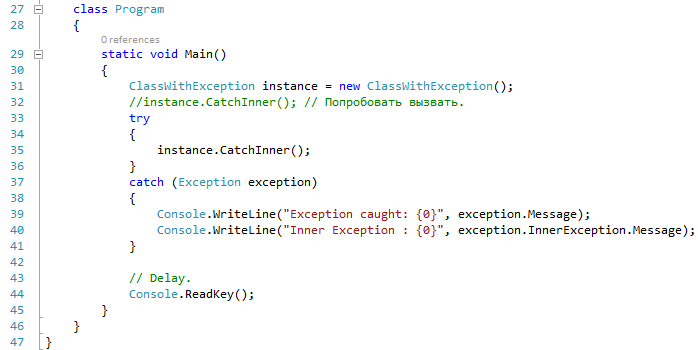 27 class Program
28 {
0 references
29 static void Main()
30 {
31 ClassWithException instance = new ClassWithException();
32 //instance.CatchInner(); // Попробовать вызвать.
33 try
34 {
35 instance.CatchInner();
36 }
37 catch (Exception exception)
38 {
39 Console.WriteLine("Exception caught: {0}", exception.Message);
40 Console.WriteLine("Inner Exception : {0}", exception.InnerException.Message);
41 }
42
43 // Delay.
44 Console.ReadKey();
45 }
46 }
47 }